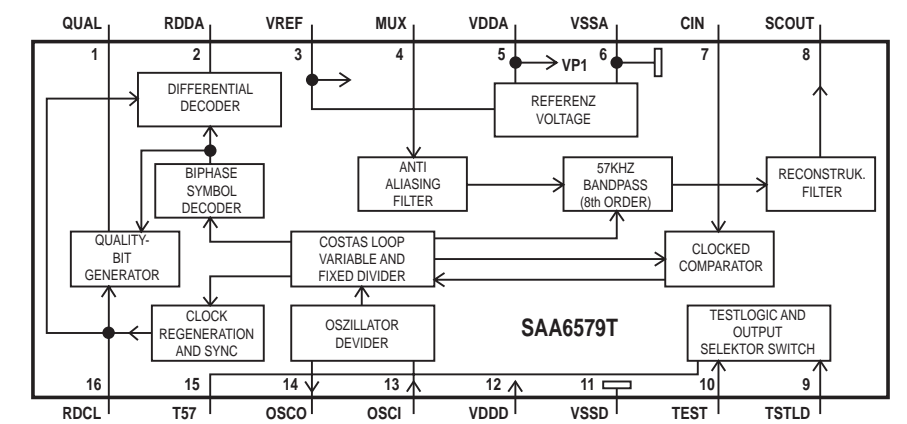 QUAL RDDA VREF MUX VDDA VSSA CIN SCOUT
1 2 3 4 5 6 7 8
VP1
DIFFERENTIAL
DECODER
REFERENZ
VOLTAGE
BIPHASE
SYMBOL
DECODER
ANTI
ALIASING
FILTER
57KHZ
BANDPASS
(8th ORDER)
RECONSTRUK.
FILTER
QUALITY-
BIT
GENERATOR
COSTAS LOOP
VARIABLE AND
FIXED DIVIDER
CLOCKED
COMPARATOR
CLOCK
REGENERATION
AND SYNC
OSZILLATOR
DEVIDER
SAA6579T
TESTLOGIC AND
OUTPUT
SELEKTOR SWITCH
16 15 14 13 12 11 10 9
RDCL T57 OSCO OSCI VDDD VSSD TEST TSTLD